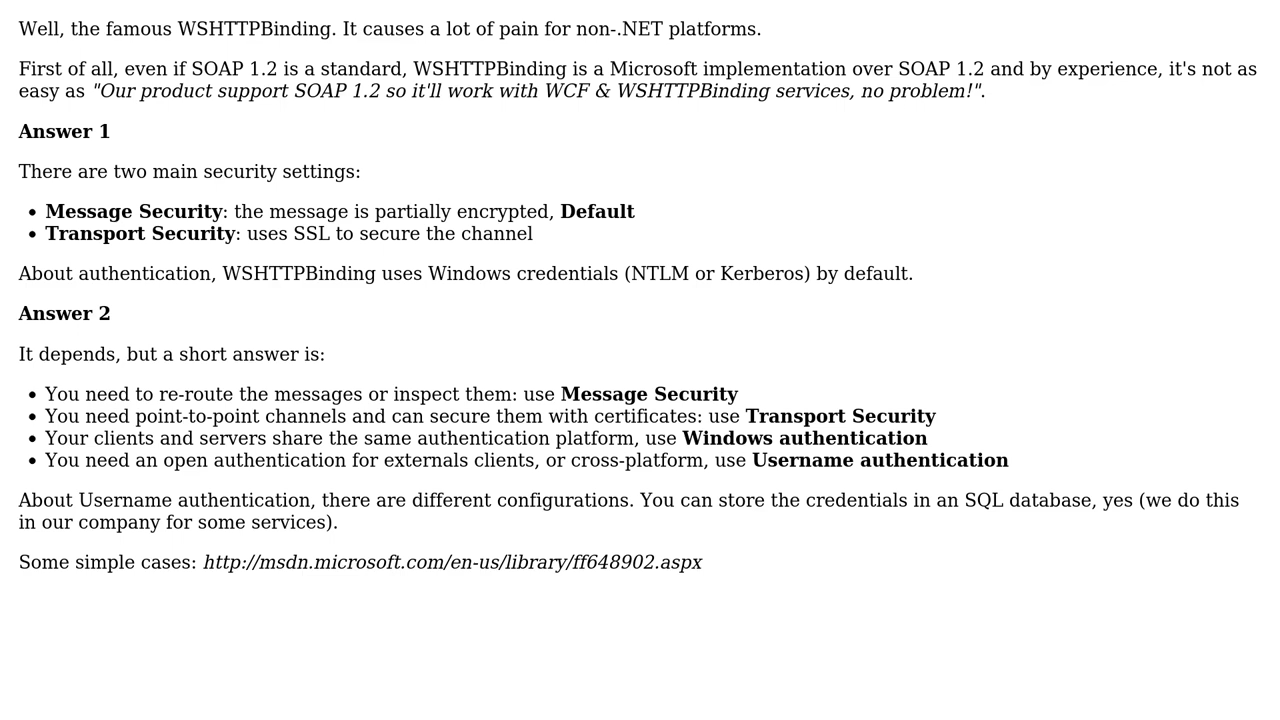 Well, the famous WSHTTPBinding. It causes a lot of pain for non-.NET platforms.
First of all, even if SOAP 1.2 is a standard, WSHTTPBinding is a Microsoft implementation over SOAP 1.2 and by experience, it's not as
easy as "Our product support SOAP 1.2 so it'll work with WCF & WSHTTPBinding services, no problem!".
Answer 1
There are two main security settings:
• Message Security: the message is partially encrypted, Default
• Transport Security: uses SSL to secure the channel
About authentication, WSHTTPBinding uses Windows credentials (NTLM or Kerberos) by default.
Answer 2
It depends, but a short answer is:
• You need to re-route the messages or inspect them: use Message Security
• You need point-to-point channels and can secure them with certificates: use Transport Security
• Your clients and servers share the same authentication platform, use Windows authentication
• You need an open authentication for externals clients, or cross-platform, use Username authentication
About Username authentication, there are different configurations. You can store the credentials in an SQL database, yes (we do this
in our company for some services).
Some simple cases: http://msdn.microsoft.com/en-us/library/ff648902.aspx